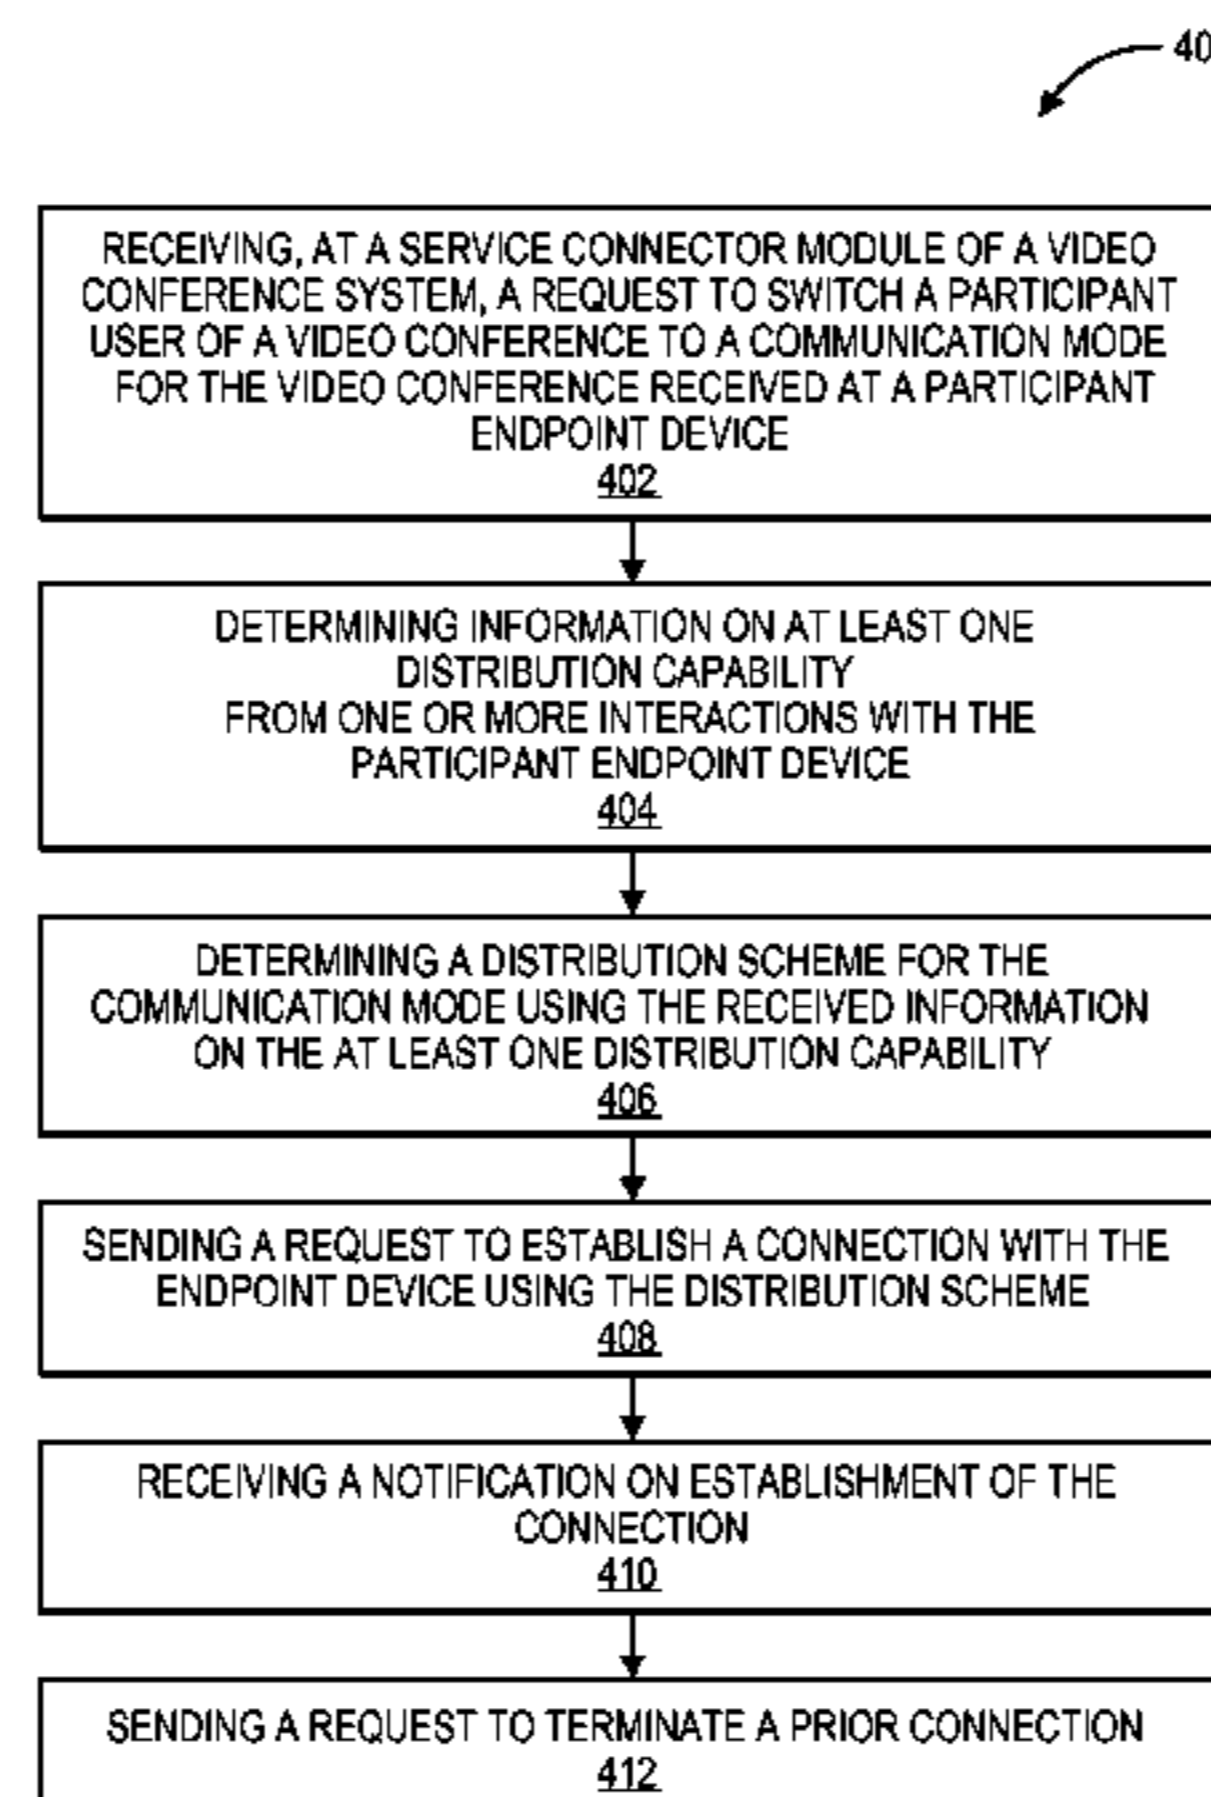 40
RECEIVING, AT A SERVICE CONNECTOR MODULE OF A VIDEO
CONFERENCE SYSTEM, A REQUEST TO SWITCH A PARTICIPANT
USER OF A VIDEO CONFERENCE TO A COMMUNICATION MODE
FOR THE VIDEO CONFERENCE RECEIVED AT A PARTICIPANT
ENDPOINT DEVICE
402
DETERMINING INFORMATION ON AT LEAST ONE
DISTRIBUTION CAPABILITY
FROM ONE OR MORE INTERACTIONS WITH THE
PARTICIPANT ENDPOINT DEVICE
404
DETERMINING A DISTRIBUTION SCHEME FOR THE
COMMUNICATION MODE USING THE RECEIVED INFORMATION
ON THE AT LEAST ONE DISTRIBUTION CAPABILITY
406
SENDING A REQUEST TO ESTABLISH A CONNECTION WITH THE
ENDPOINT DEVICE USING THE DISTRIBUTION SCHEME
408
RECEIVING A NOTIFICATION ON ESTABLISHMENT OF THE
CONNECTION
410
SENDING A REQUEST TO TERMINATE A PRIOR CONNECTION
412